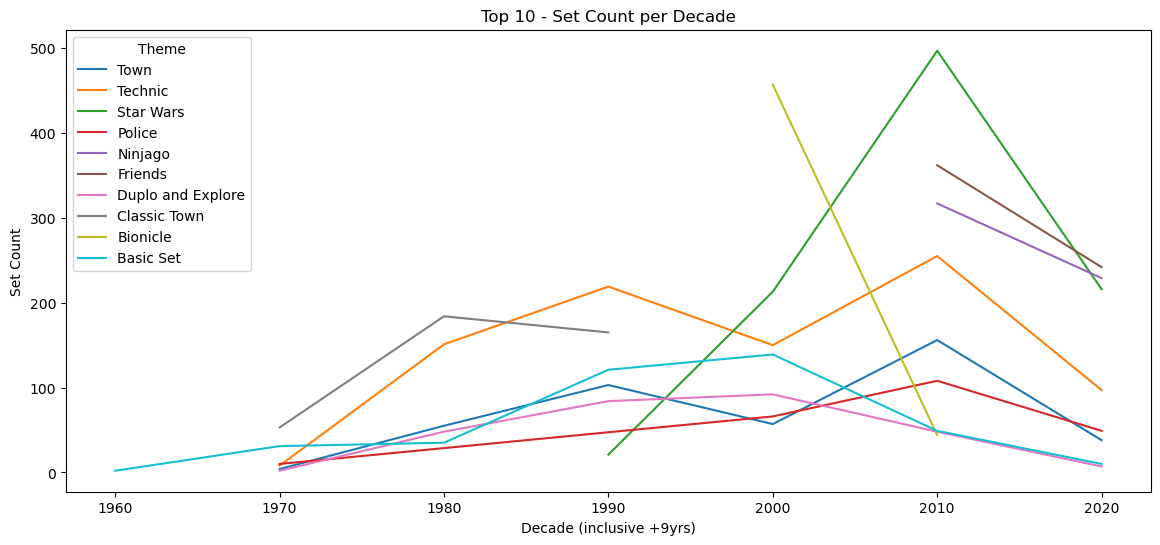 Top 10 - Set Count per Decade
Theme
Town
Technic
Star Wars
Police
Ninjago
Friends
Duplo and Explore
Classic Town
Bionicle
Basic Set
Set Count
500
400
300
200
100
0
1960 1970 1980 1990 2000 2010 2020
Decade (inclusive +9yrs)